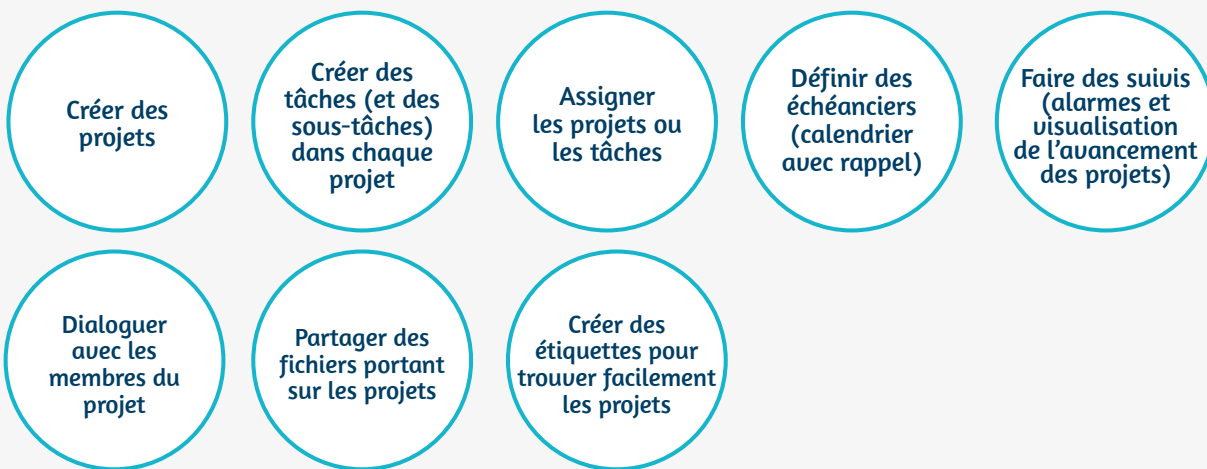 Créer des
projets
Créer des
tâches (et des
sous-tâches)
dans chaque
projet
Assigner
les projets ou
les tâches
Définir des
échéanciers
(calendrier
avec rappel)
Faire des suivis
(alarmes et
visualisation
de l'avancement
des projets)
Dialoguer
avec les
membres du
projet
Partager des
fichiers portant
sur les projets
Créer des
étiquettes pour
trouver facilement
les projets